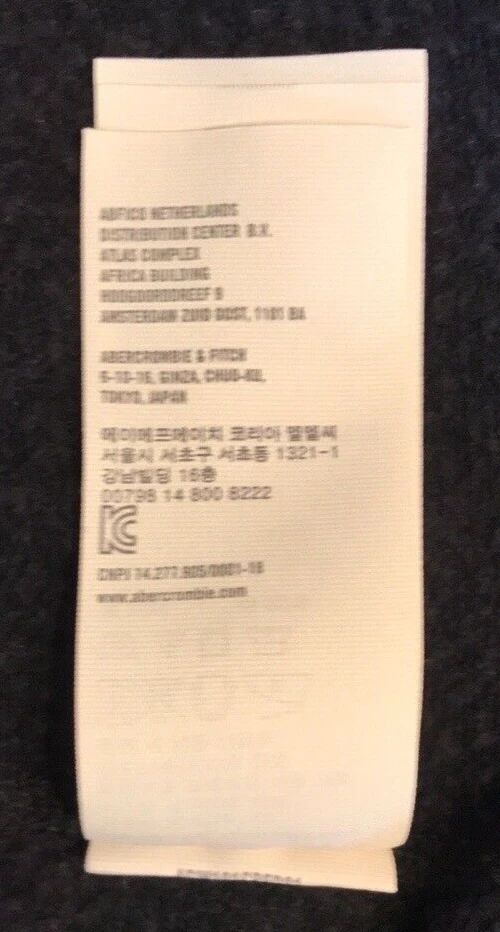 ABFICO NETHERLANDS
DISTRIBUTION CENTER B.V.
ATLAS COMPLEX
AFRICA BUILDING
HOOGOORDDREEF 9
AMSTERDAM ZUID OOST, 1101 BA
ABERCROMBIE & FITCH
6-10-16, GINZA, CHUO-KU,
TOKYO, JAPAN
에이에프에이치 코리아 엘엘씨
서울시 서초구 서초동 1321-1
강남빌딩 16층
00798 14 800 8222
KC
CNPJ 14.277.905/0001-18
www.abercrombie.com